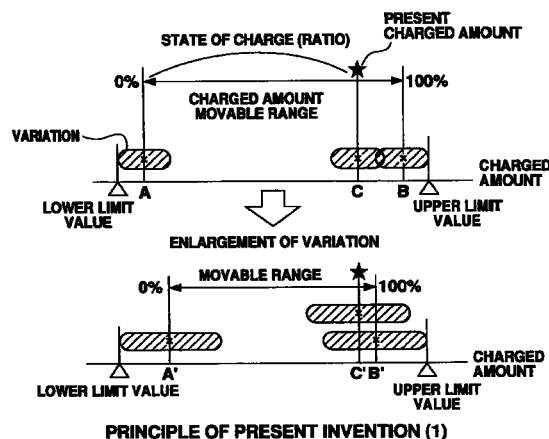 PRESENT
CHARGED AMOUNT
STATE OF CHARGE (RATIO)
0%
100%
CHARGED AMOUNT
MOVABLE RANGE
VARIATION
A
C
B
CHARGED
AMOUNT
LOWER LIMIT
VALUE
UPPER LIMIT
VALUE
ENLARGEMENT OF VARIATION
MOVABLE RANGE
0%
100%
A'
C'
B'
CHARGED
AMOUNT
LOWER LIMIT VALUE
UPPER LIMIT
VALUE
PRINCIPLE OF PRESENT INVENTION (1)